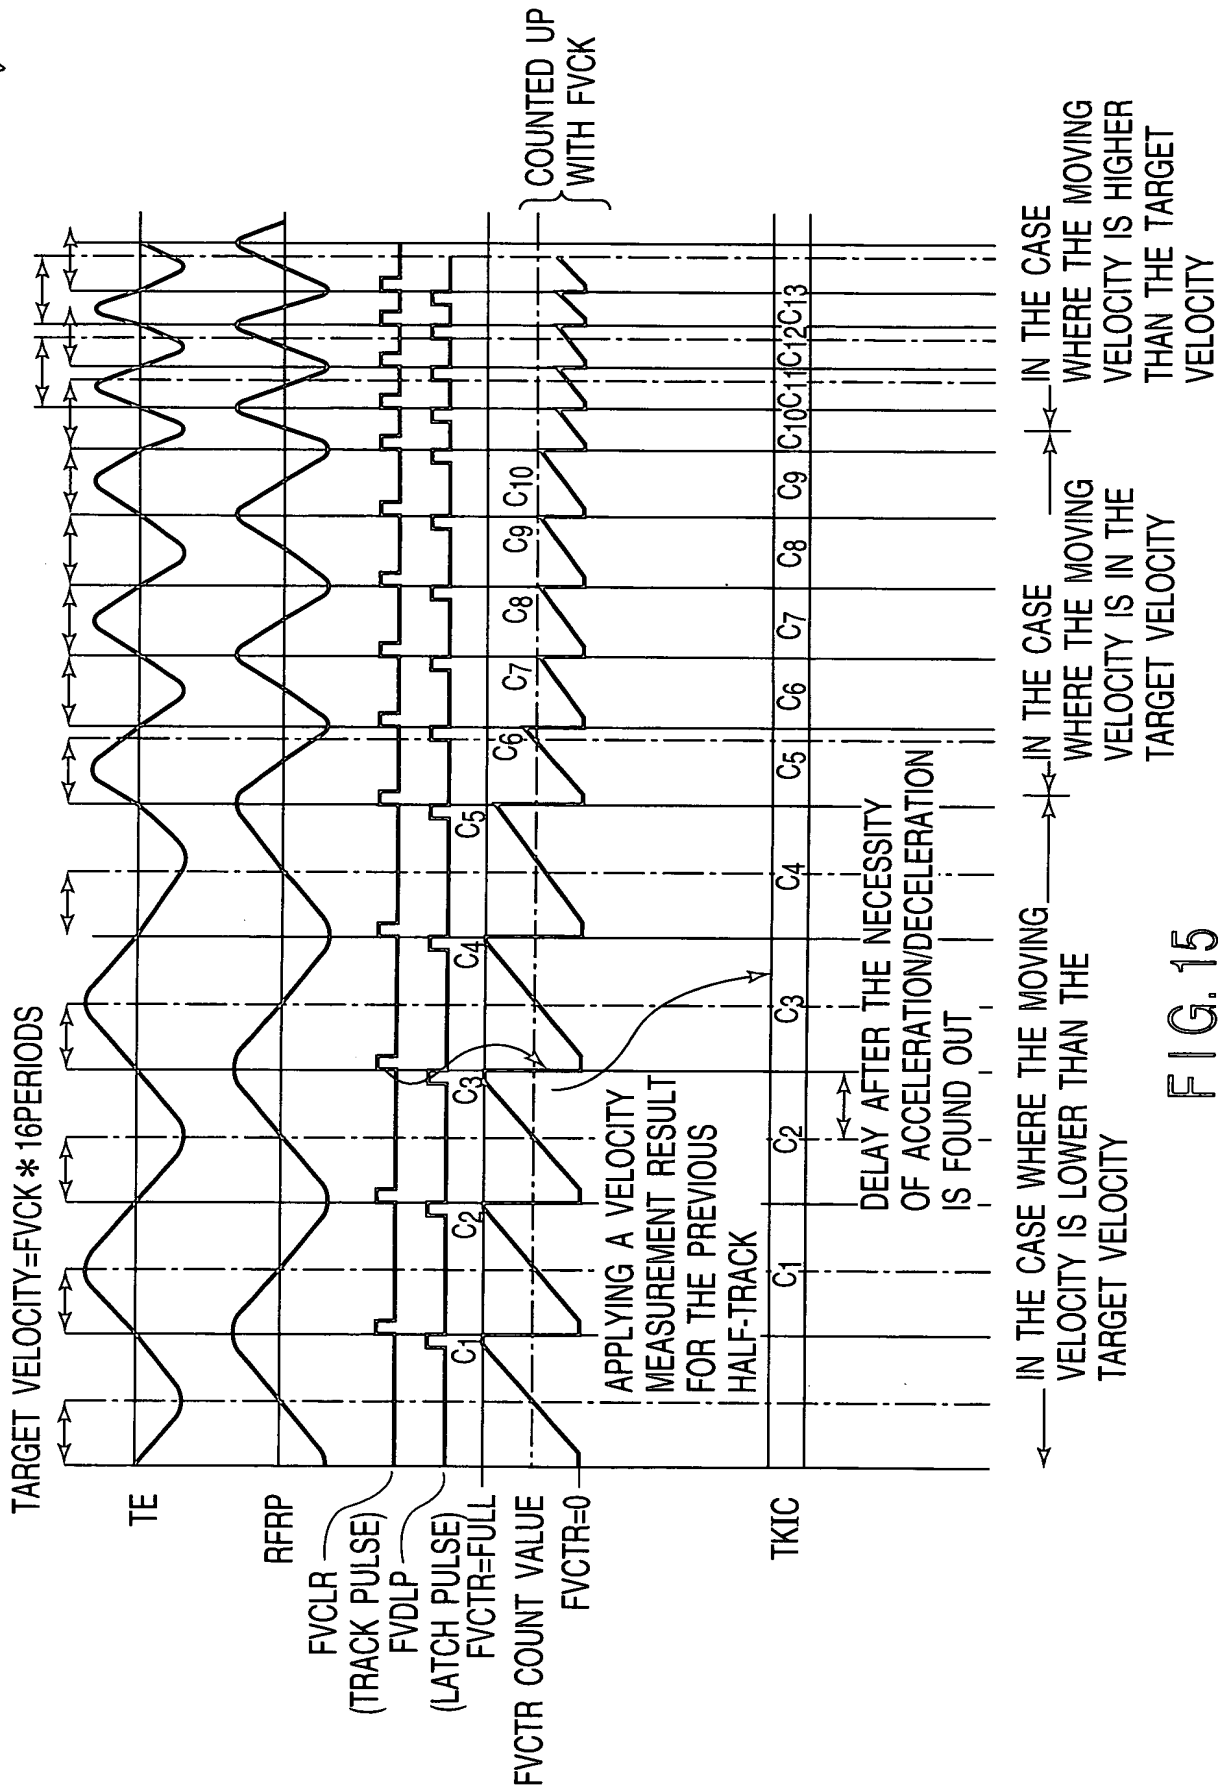 TARGET VELOCITY=FVCK*16PERIODS
TE
RFRP
FVCLR
(TRACK PULSE)
FVDLP
(LATCH PULSE)
FVCTR=FULL
FVCTR COUNT VALUE
FVCTR=0
C1
C2
C3
C4
C5
C6
C7
C8
C9
C10
COUNTED UP
WITH FVCK
APPLYING A VELOCITY
MEASUREMENT RESULT
FOR THE PREVIOUS
HALF-TRACK
TKIC
C1
C2
C3
C4
C5
C6
C7
C8
C9
C10
C11
C12
C13
DELAY AFTER THE NECESSITY
OF ACCELERATION/DECELERATION
IS FOUND OUT
IN THE CASE WHERE THE MOVING
VELOCITY IS LOWER THAN THE
TARGET VELOCITY
IN THE CASE
WHERE THE MOVING
VELOCITY IS IN THE
TARGET VELOCITY
IN THE CASE
WHERE THE MOVING
VELOCITY IS HIGHER
THAN THE TARGET
VELOCITY
FIG.15